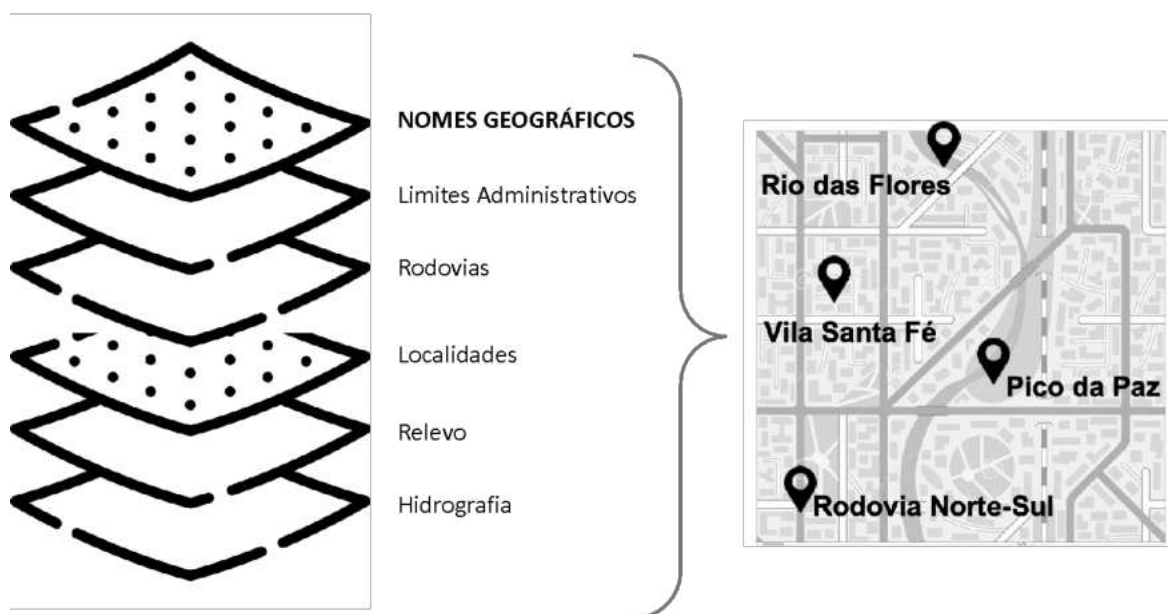 NOMES GEOGRÁFICOS
Limites Administrativos
Rodovias
Localidades
Relevo
Hidrografia
Rio das Flores
Vila Santa Fé
Pico da Paz
Rodovia Norte-Sul